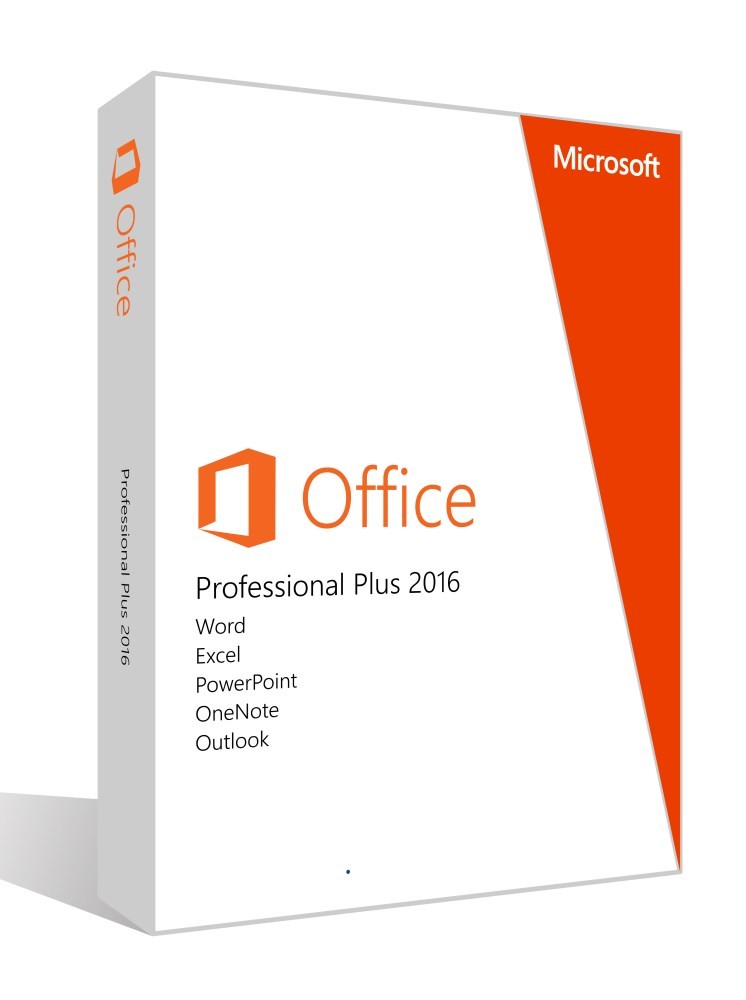 Microsoft
Office
Professional Plus 2016
Office
Professional Plus 2016
Word
Excel
PowerPoint
OneNote
Outlook